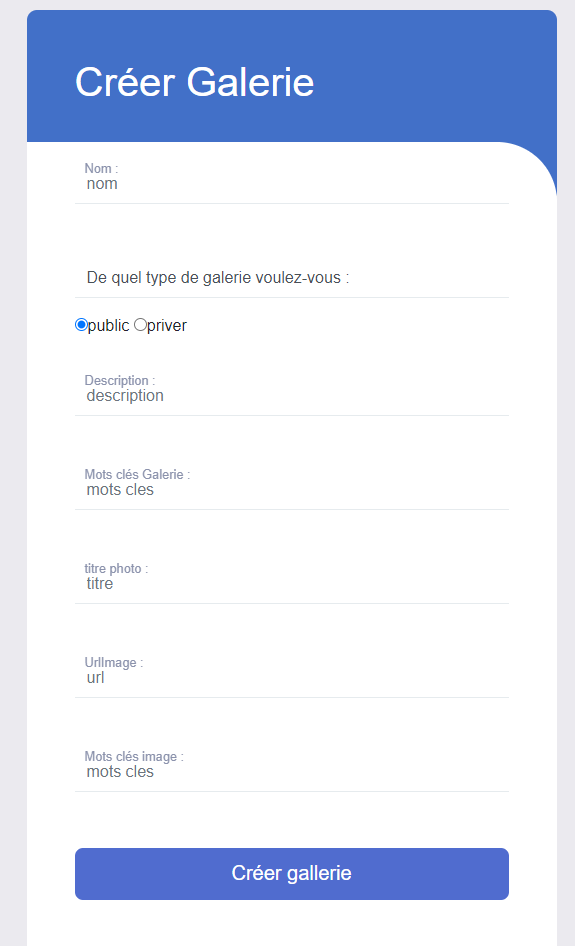 Créer Galerie
Nom :
nom
De quel type de galerie voulez-vous :
public priver
Description :
description
Mots clés Galerie :
mots cles
titre photo :
titre
UrlImage :
url
Mots clés image :
mots cles
Créer gallerie